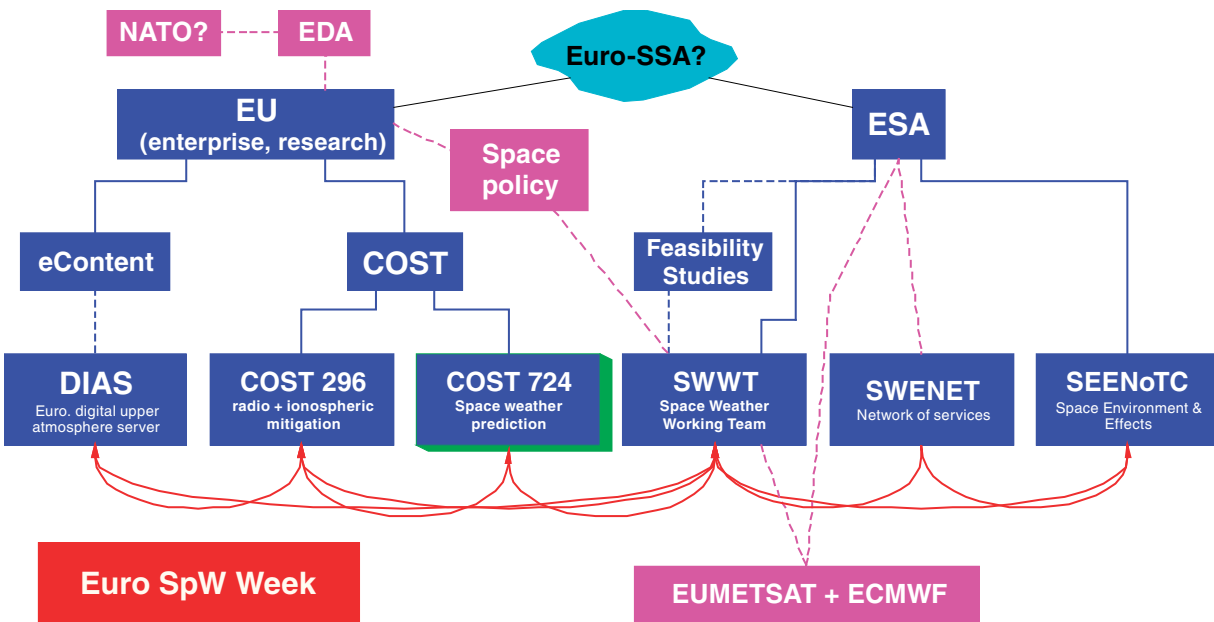 NATO?
EDA
Euro-SSA?
EU
(enterprise, research)
ESA
Space
policy
eContent
COST
Feasibility
Studies
DIAS
Euro. digital upper
atmosphere server
COST 296
radio + ionospheric
mitigation
COST 724
Space weather
prediction
SWWT
Space Weather
Working Team
SWENET
Network of services
SEENoTC
Space Environment &
Effects
Euro SpW Week
EUMETSAT + ECMWF